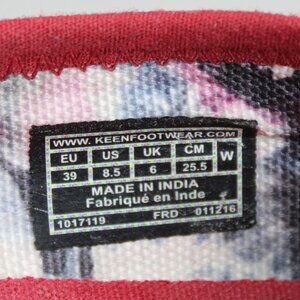 WWW.KEENFOOTWEAR.COM
EU US UK CM W
39 8.5 6 25.5
MADE IN INDIA
Fabriqué en Inde
1017119 FRD 011216